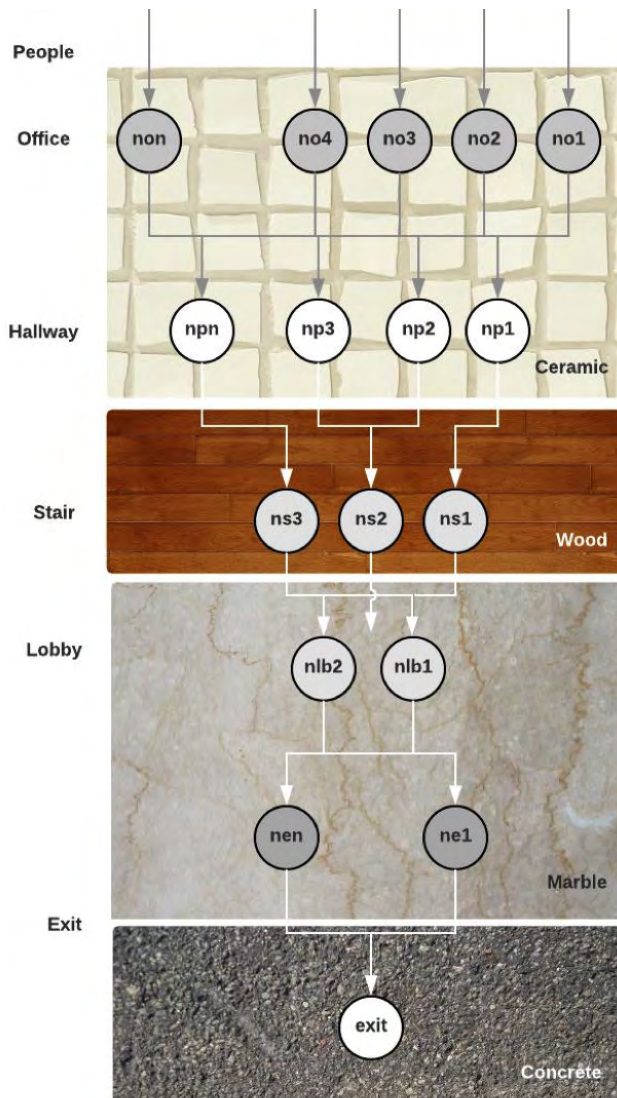 People
Office
non no4 no3 no2 no1
Hallway
npn np3 np2 np1
Ceramic
Stair
ns3 ns2 ns1
Wood
Lobby
nlb2 nlb1
nen ne1
Marble
Exit
exit
Concrete